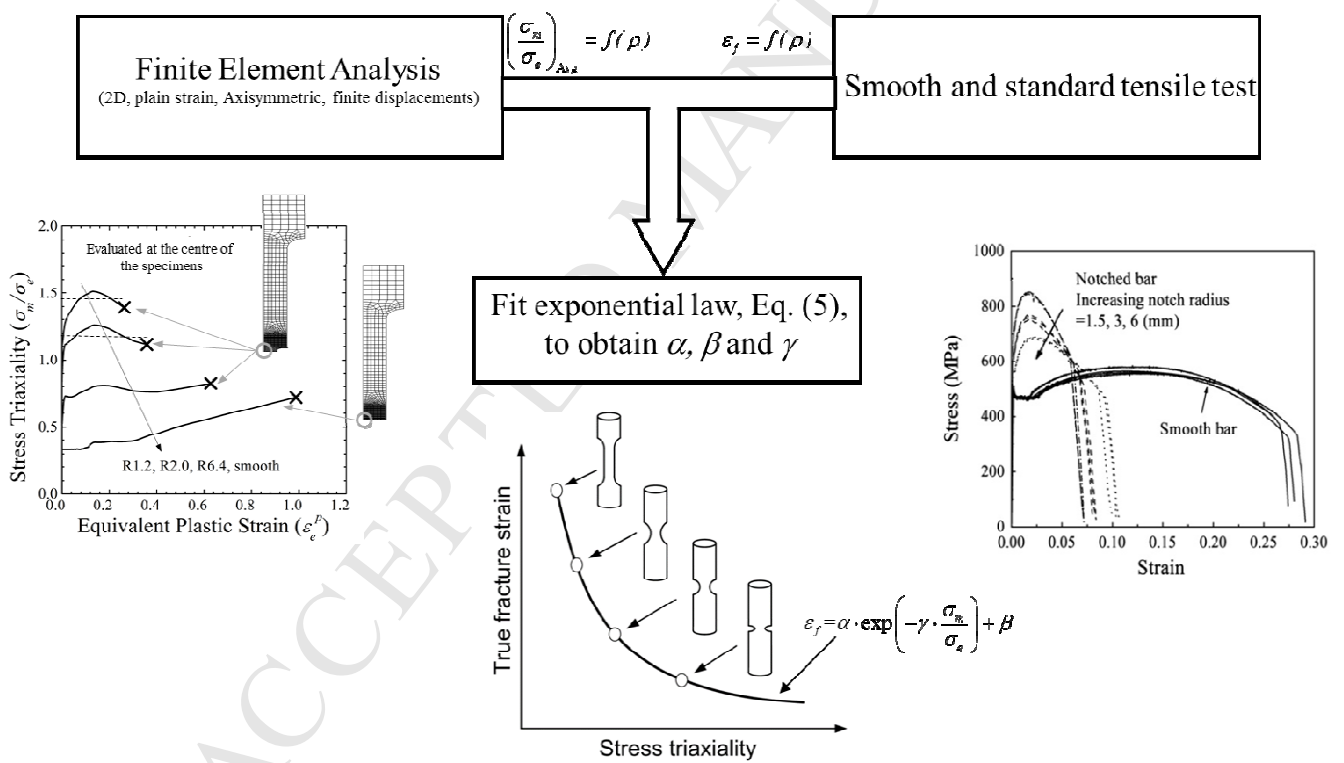 Finite Element Analysis
(2D, plain strain, Axisymmetric, finite displacements)
(σm/σe) = f(ρ)
εf = f(ρ)
Smooth and standard tensile test
Fit exponential law, Eq. (5),
to obtain α, β and γ
Stress Triaxiality (σm/σe)
2.0
1.5
1.0
0.5
0.0
Evaluated at the centre of
the specimens
R1.2, R2.0, R6.4, smooth
0.0 0.2 0.4 0.6 0.8 1.0 1.2
Equivalent Plastic Strain (εe^p)
Stress (MPa)
1000
800
600
400
200
0
Notched bar
Increasing notch radius
=1.5, 3, 6 (mm)
Smooth bar
0.00 0.05 0.10 0.15 0.20 0.25 0.30
Strain
True fracture strain
εf = α·exp(-γ·σm/σe) + β
Stress triaxiality
ACCEPTED MAN